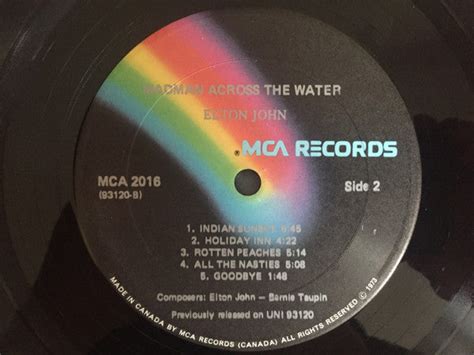 MADMAN ACROSS THE WATER
ELTON JOHN
MCA RECORDS
MCA 2016
(93120-B)
Side 2
1. INDIAN SUNSET 6:45
2. HOLIDAY INN 4:22
3. ROTTEN PEACHES 5:14
4. ALL THE NASTIES 5:08
5. GOODBYE 1:48
Composers: Elton John – Bernie Taupin
Previously released on UNI 93120
MADE IN CANADA BY MCA RECORDS (CANADA) ALL RIGHTS RESERVED © 1973